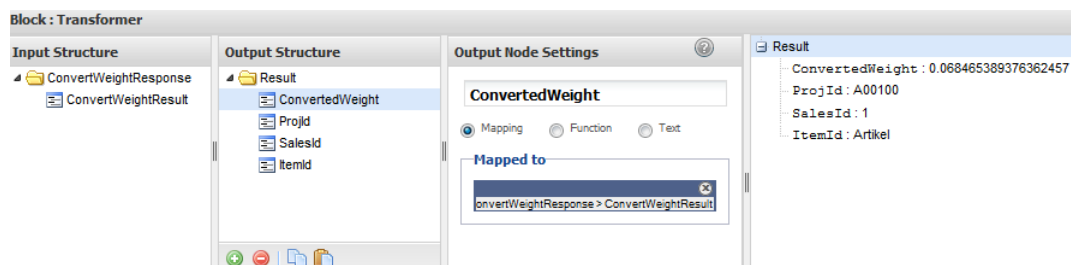 Block : Transformer
Input Structure
ConvertWeightResponse
ConvertWeightResult
Output Structure
Result
ConvertedWeight
ProjId
SalesId
ItemId
Output Node Settings
ConvertedWeight
Mapping Function Text
Mapped to
onvertWeightResponse > ConvertWeightResult
Result
ConvertedWeight : 0.068465389376362457
ProjId : A00100
SalesId : 1
ItemId : Artikel